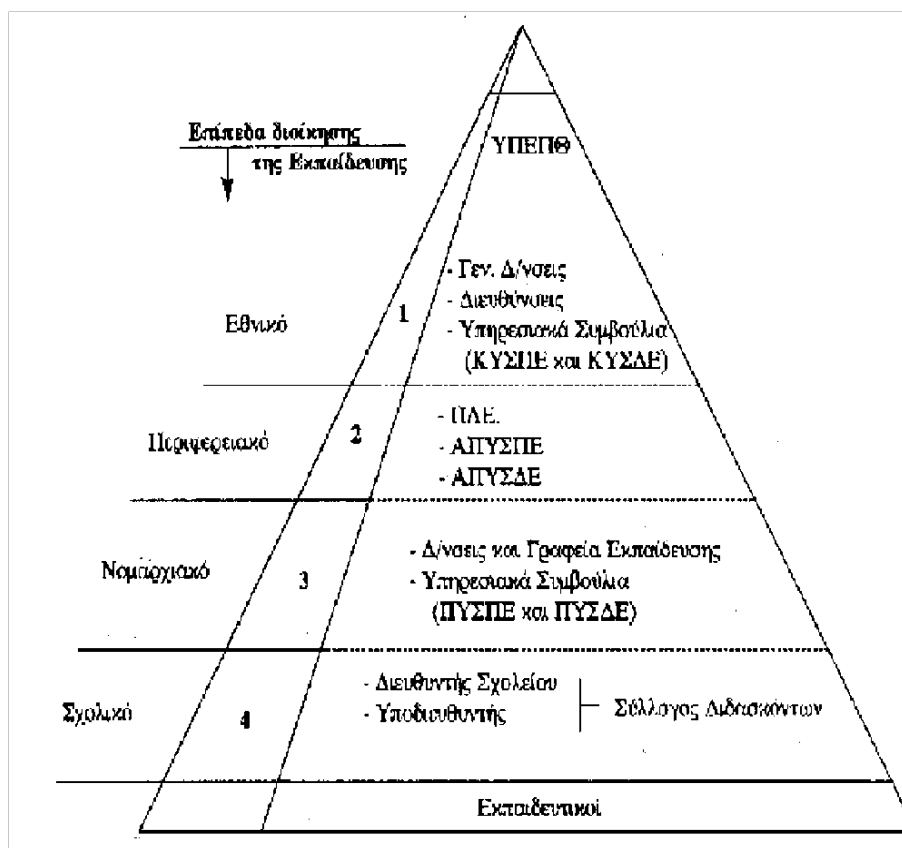 Επίπεδα διοίκησης
της Εκπαίδευσης
ΥΠΕΠΘ
Εθνικό
1
- Γεν. Δ/νσεις
- Διευθύνσεις
- Υπηρεσιακά Συμβούλια
(ΚΥΣΠΕ και ΚΥΣΔΕ)
Περιφερειακό
2
- Π.Δ.Ε.
- ΑΠΥΣΠΕ
- ΑΠΥΣΔΕ
Νομαρχιακό
3
- Δ/νσεις και Γραφεία Εκπαίδευσης
- Υπηρεσιακά Συμβούλια
(ΠΥΣΠΕ και ΠΥΣΔΕ)
Σχολικό
4
- Διευθυντής Σχολείου
- Υποδιευθυντής
Σύλλογος Διδασκόντων
Εκπαιδευτικοί